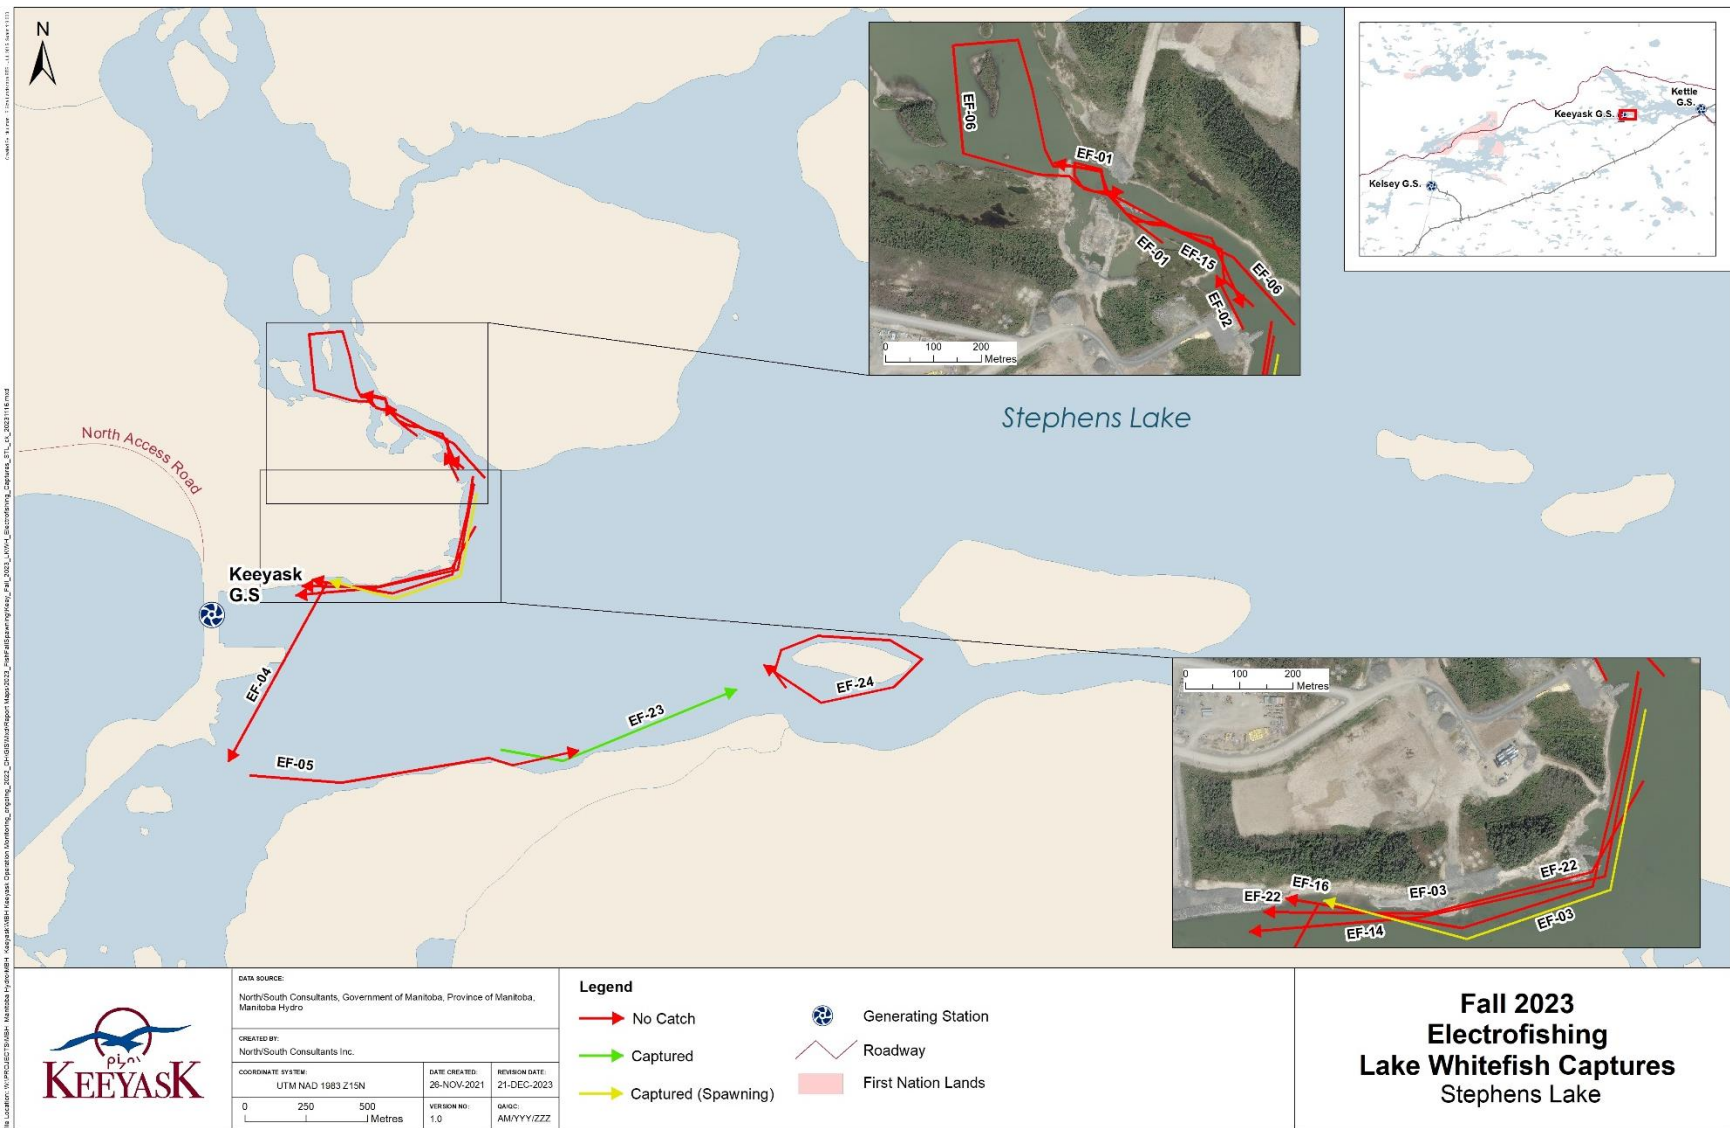 N
EF-06
EF-01
EF-01
EF-15
EF-06
EF-02
0 100 200
Metres
Kettle
G.S.
Keeyask G.S.
Kelsey G.S.
Stephens Lake
North Access Road
Keeyask
G.S
EF-04
EF-05
EF-23
EF-24
0 100 200
Metres
EF-22
EF-16
EF-03
EF-22
EF-14
EF-03
KEEYASK
DATA SOURCE:
North/South Consultants, Government of Manitoba, Province of Manitoba,
Manitoba Hydro
CREATED BY:
North/South Consultants Inc.
COORDINATE SYSTEM:
UTM NAD 1983 Z15N
DATE CREATED:
26-NOV-2021
REVISION DATE:
21-DEC-2023
0 250 500
Metres
VERSION NO:
1.0
QA/QC:
AM/YYY/ZZZ
Legend
No Catch
Captured
Captured (Spawning)
Generating Station
Roadway
First Nation Lands
Fall 2023
Electrofishing
Lake Whitefish Captures
Stephens Lake